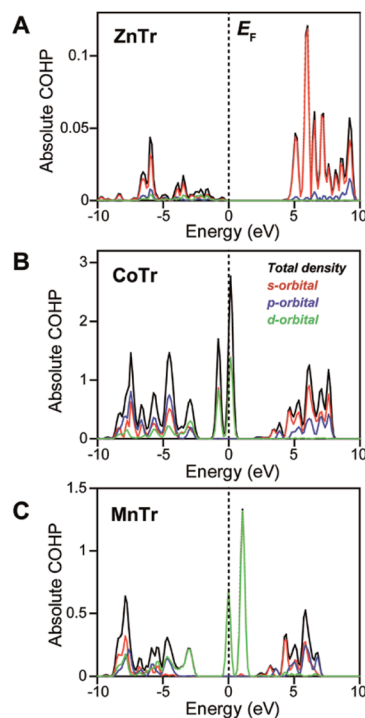 A
ZnTr
E_F
0.1
0.05
0
Absolute COHP
-10 -5 0 5 10
Energy (eV)
B
CoTr
Total density
s-orbital
p-orbital
d-orbital
3
2
1
0
Absolute COHP
-10 -5 0 5 10
Energy (eV)
C
MnTr
1.5
1
0.5
0
Absolute COHP
-10 -5 0 5 10
Energy (eV)